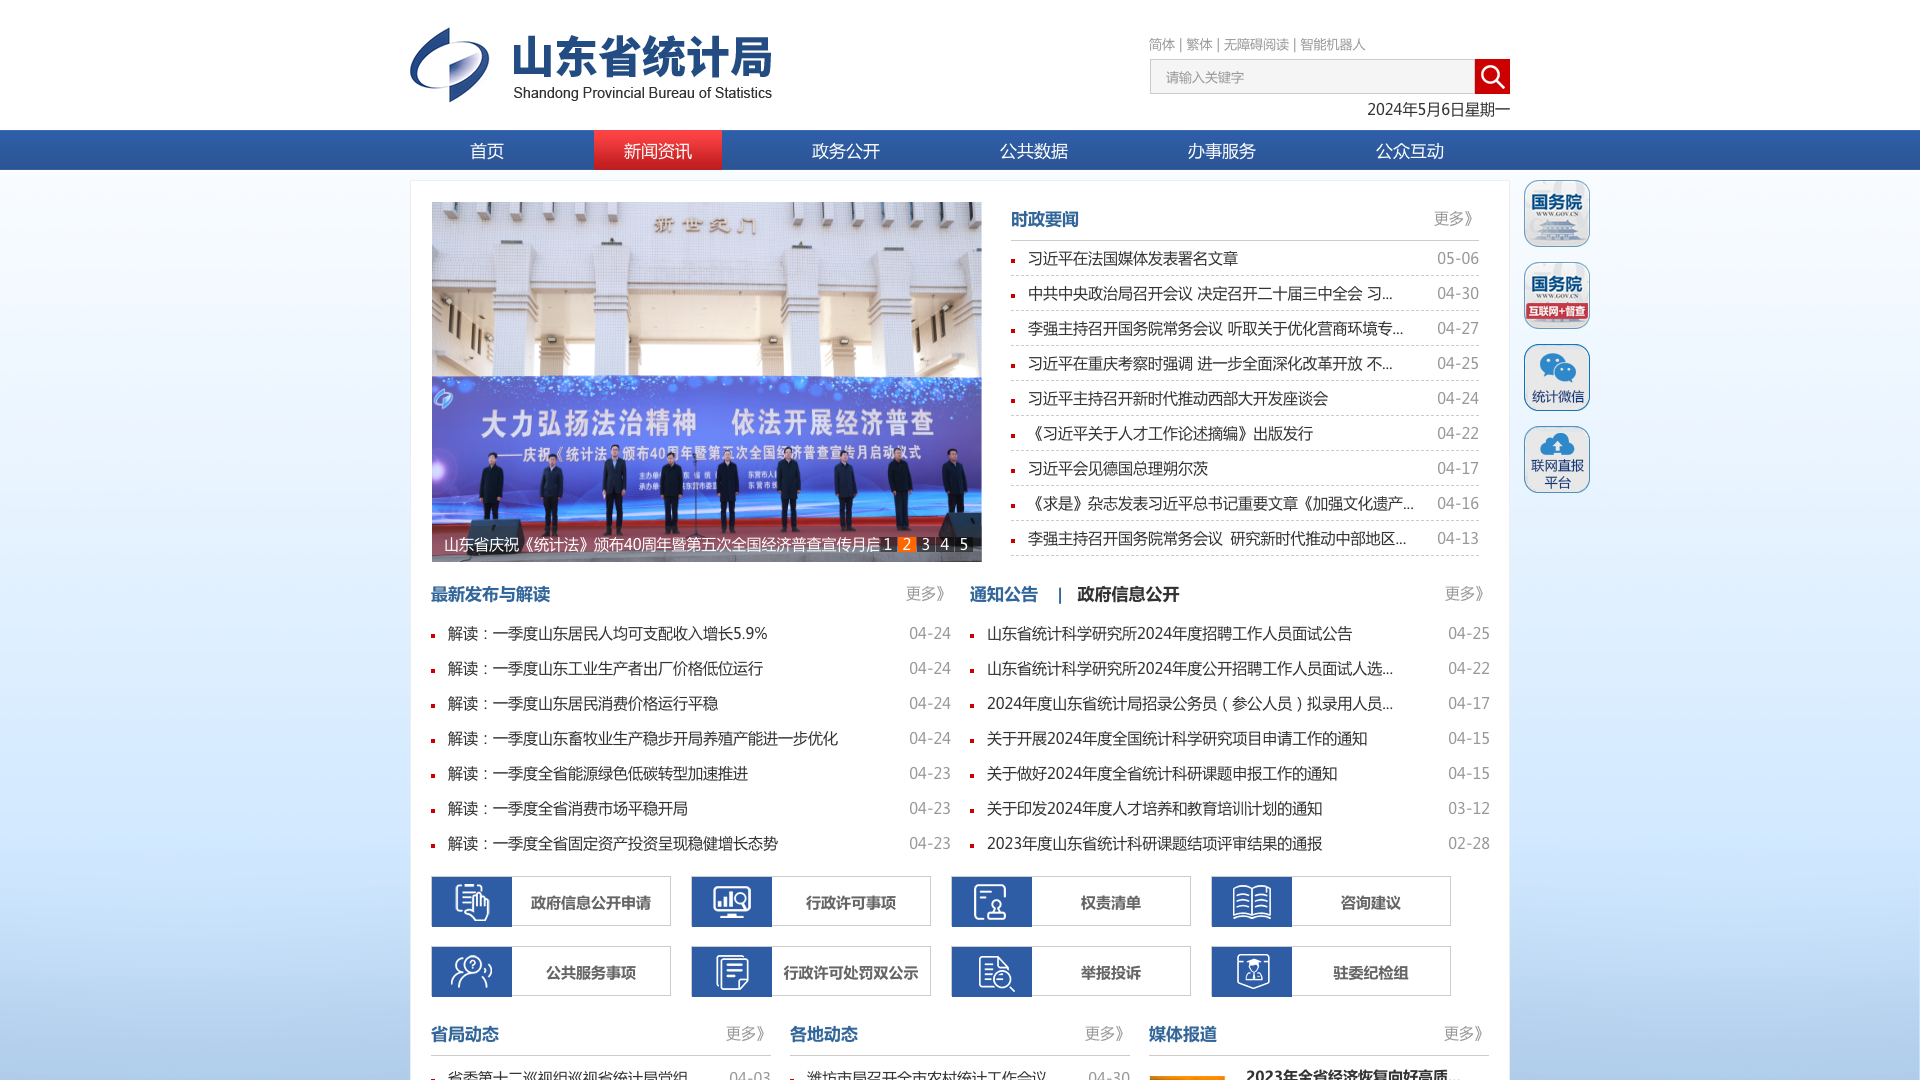 山东省统计局
Shandong Provincial Bureau of Statistics
简体 | 繁体 | 无障碍阅读 | 智能机器人
请输入关键字
2024年5月6日星期一
首页 新闻资讯 政务公开 公共数据 办事服务 公众互动
新世纪门
大力弘扬法治精神 依法开展经济普查
——庆祝《统计法》颁布40周年暨第五次全国经济普查宣传月启动仪式
山东省庆祝《统计法》颁布40周年暨第五次全国经济普查宣传月启
1 2 3 4 5
时政要闻 更多》
习近平在法国媒体发表署名文章 05-06
中共中央政治局召开会议 决定召开二十届三中全会 习... 04-30
李强主持召开国务院常务会议 听取关于优化营商环境专... 04-27
习近平在重庆考察时强调 进一步全面深化改革开放 不... 04-25
习近平主持召开新时代推动西部大开发座谈会 04-24
《习近平关于人才工作论述摘编》出版发行 04-22
习近平会见德国总理朔尔茨 04-17
《求是》杂志发表习近平总书记重要文章《加强文化遗产... 04-16
李强主持召开国务院常务会议 研究新时代推动中部地区... 04-13
国务院
WWW.GOV.CN
国务院
WWW.GOV.CN
互联网+督查
统计微信
联网直报
平台
最新发布与解读 更多》
解读：一季度山东居民人均可支配收入增长5.9% 04-24
解读：一季度山东工业生产者出厂价格低位运行 04-24
解读：一季度山东居民消费价格运行平稳 04-24
解读：一季度山东畜牧业生产稳步开局养殖产能进一步优化 04-24
解读：一季度全省能源绿色低碳转型加速推进 04-23
解读：一季度全省消费市场平稳开局 04-23
解读：一季度全省固定资产投资呈现稳健增长态势 04-23
通知公告 | 政府信息公开 更多》
山东省统计科学研究所2024年度招聘工作人员面试公告 04-25
山东省统计科学研究所2024年度公开招聘工作人员面试人选... 04-22
2024年度山东省统计局招录公务员（参公人员）拟录用人员... 04-17
关于开展2024年度全国统计科学研究项目申请工作的通知 04-15
关于做好2024年度全省统计科研课题申报工作的通知 04-15
关于印发2024年度人才培养和教育培训计划的通知 03-12
2023年度山东省统计科研课题结项评审结果的通报 02-28
政府信息公开申请 行政许可事项 权责清单 咨询建议
公共服务事项 行政许可处罚双公示 举报投诉 驻委纪检组
省局动态 更多》
省委第十二巡视组巡视省统计局党组... 04-03
各地动态 更多》
潍坊市局召开全市农村统计工作会议 04-30
媒体报道 更多》
2023年全省经济恢复向好高质...